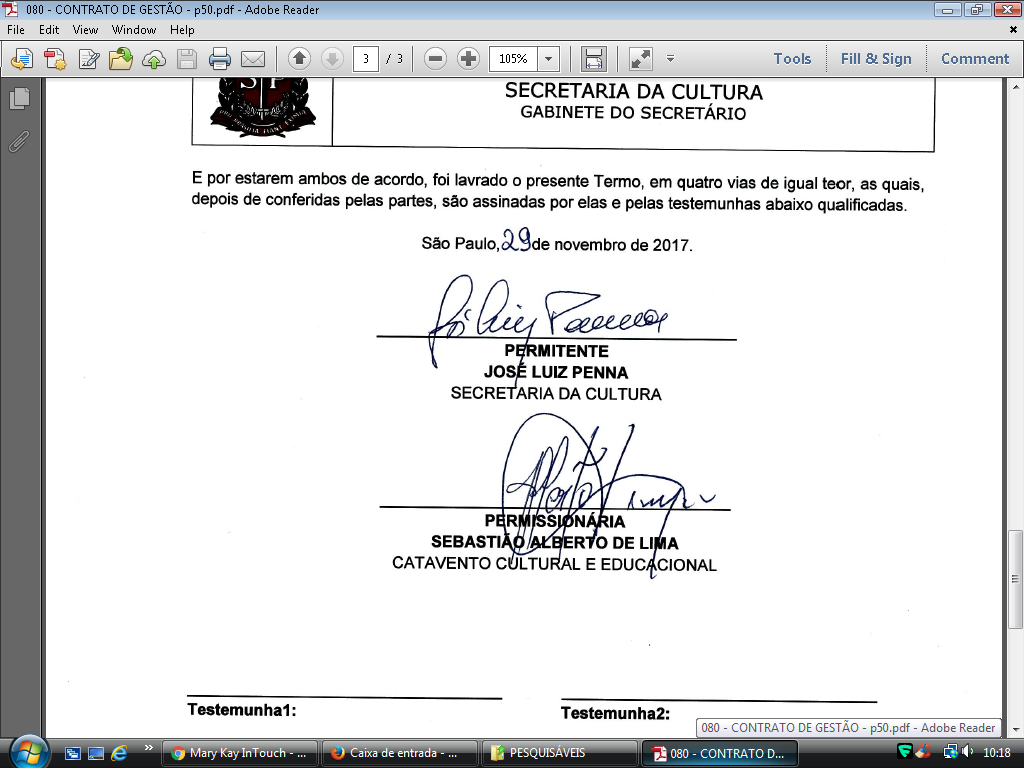 080 - CONTRATO DE GESTÃO - p50.pdf - Adobe Reader
File Edit View Window Help
3 / 3 105% Tools Fill & Sign Comment
SP
SECRETARIA DA CULTURA
GABINETE DO SECRETÁRIO
E por estarem ambos de acordo, foi lavrado o presente Termo, em quatro vias de igual teor, as quais,
depois de conferidas pelas partes, são assinadas por elas e pelas testemunhas abaixo qualificadas.
São Paulo, 29 de novembro de 2017.
PERMITENTE
JOSÉ LUIZ PENNA
SECRETARIA DA CULTURA
PERMISSIONÁRIA
SEBASTIÃO ALBERTO DE LIMA
CATAVENTO CULTURAL E EDUCACIONAL
Testemunha1:
Testemunha2:
080 - CONTRATO DE GESTÃO - p50.pdf - Adobe Reader
Mary Kay InTouch - ... Caixa de entrada - ... PESQUISÁVEIS 080 - CONTRATO D... 10:18